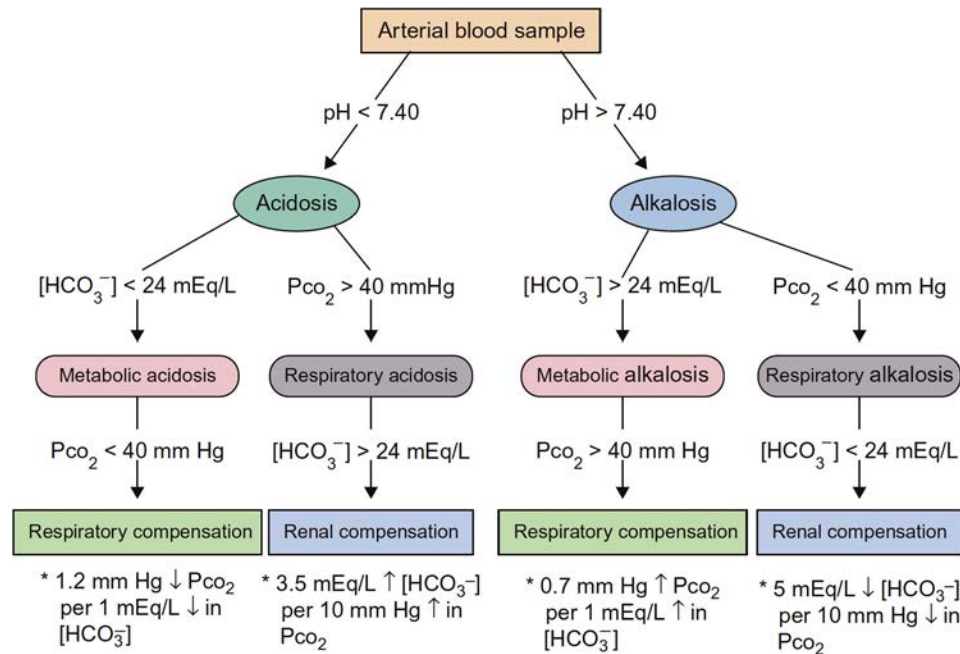 Arterial blood sample
pH < 7.40
pH > 7.40
Acidosis
Alkalosis
[HCO₃⁻] < 24 mEq/L
Pco₂ > 40 mmHg
[HCO₃⁻] > 24 mEq/L
Pco₂ < 40 mm Hg
Metabolic acidosis
Respiratory acidosis
Metabolic alkalosis
Respiratory alkalosis
Pco₂ < 40 mm Hg
[HCO₃⁻] > 24 mEq/L
Pco₂ > 40 mm Hg
[HCO₃⁻] < 24 mEq/L
Respiratory compensation
Renal compensation
Respiratory compensation
Renal compensation
* 1.2 mm Hg ↓ Pco₂
per 1 mEq/L ↓ in
[HCO₃⁻]
* 3.5 mEq/L ↑ [HCO₃⁻]
per 10 mm Hg ↑ in
Pco₂
* 0.7 mm Hg ↑ Pco₂
per 1 mEq/L ↑ in
[HCO₃⁻]
* 5 mEq/L ↓ [HCO₃⁻]
per 10 mm Hg ↓ in
Pco₂